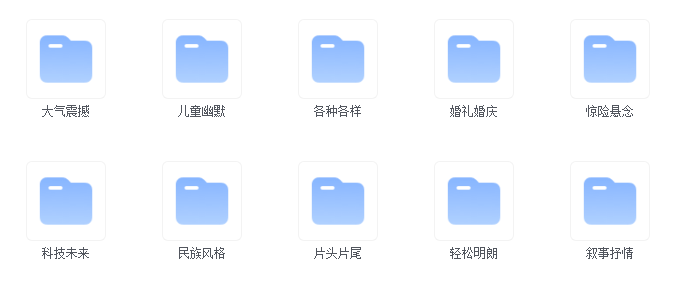 大气震撼
儿童幽默
各种各样
婚礼婚庆
惊险悬念
科技未来
民族风格
片头片尾
轻松明朗
叙事抒情